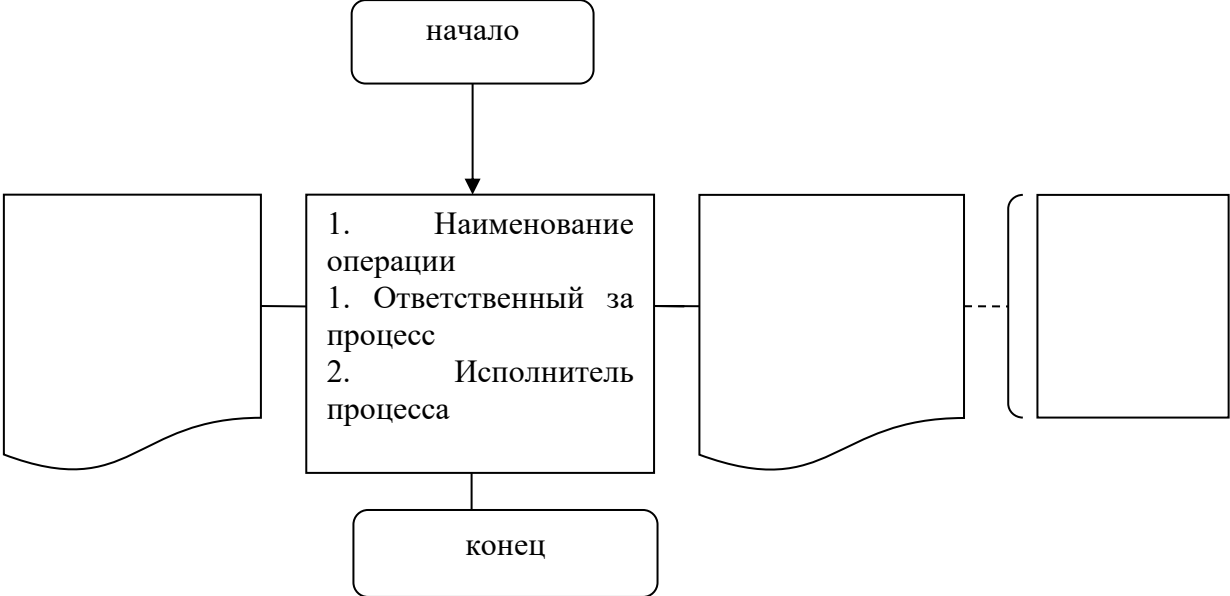 начало
1. Наименование
операции
1. Ответственный за
процесс
2. Исполнитель
процесса
конец